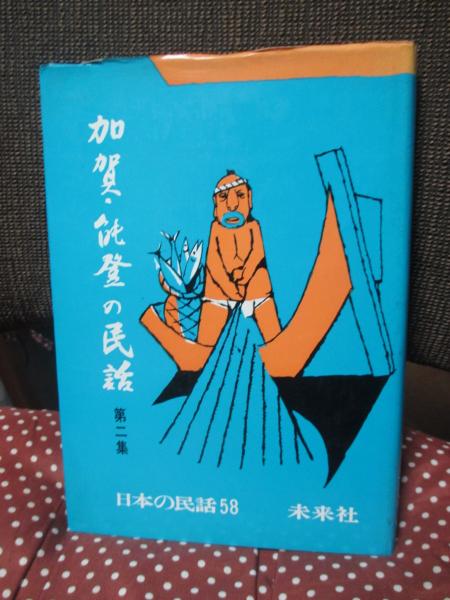 加賀・能登の民話
第二集
日本の民話58
未来社